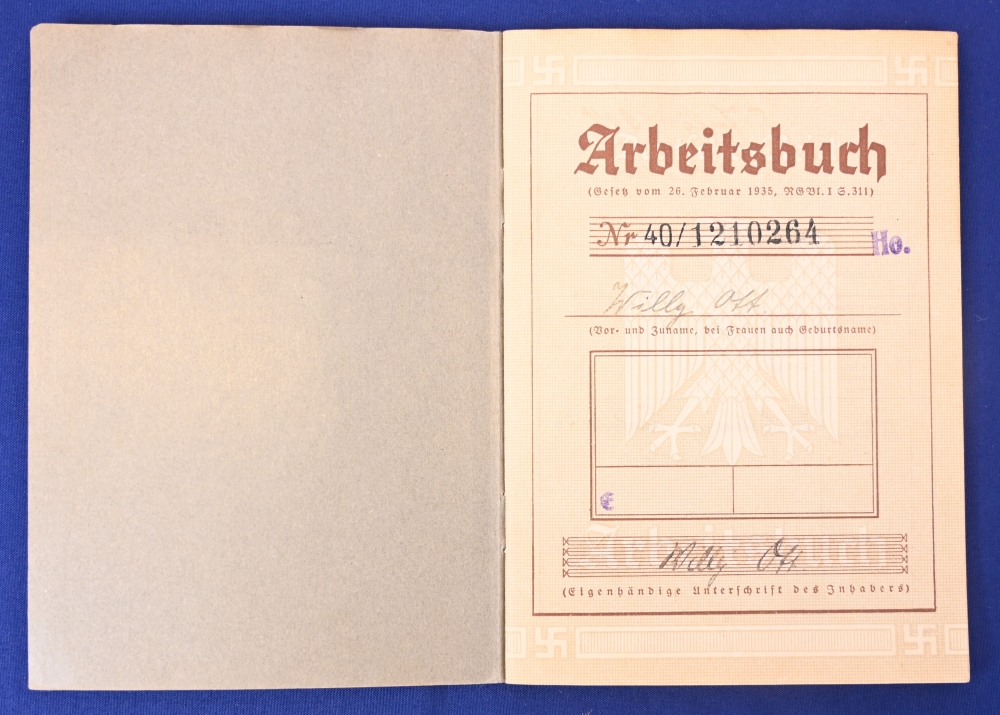 Arbeitsbuch
(Gesetz vom 26. Februar 1935, RGBl. I S. 311)
Nr 40/1210264 Ho.
Willy Ott.
(Vor- und Zuname, bei Frauen auch Geburtsname)
€
Arbeitsbuch
Willy Ott.
(Eigenhändige Unterschrift des Inhabers)